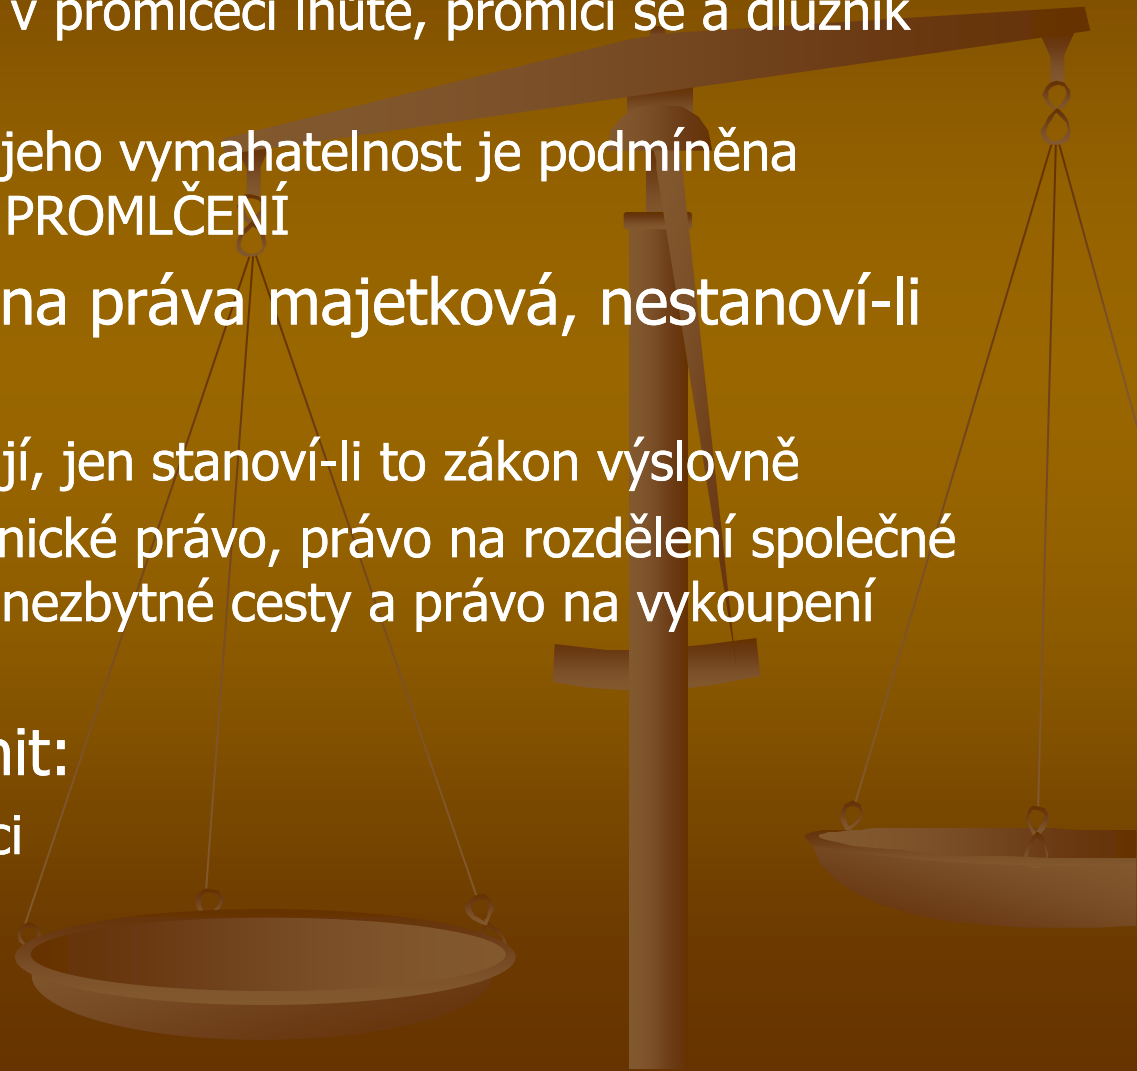 v promlčecí lhůtě, promlčí se a dlužník
jeho vymahatelnost je podmíněna
PROMLČENÍ
na práva majetková, nestanoví-li
jí, jen stanoví-li to zákon výslovně
nické právo, právo na rozdělení společné
nezbytné cesty a právo na vykoupení
nit:
ci